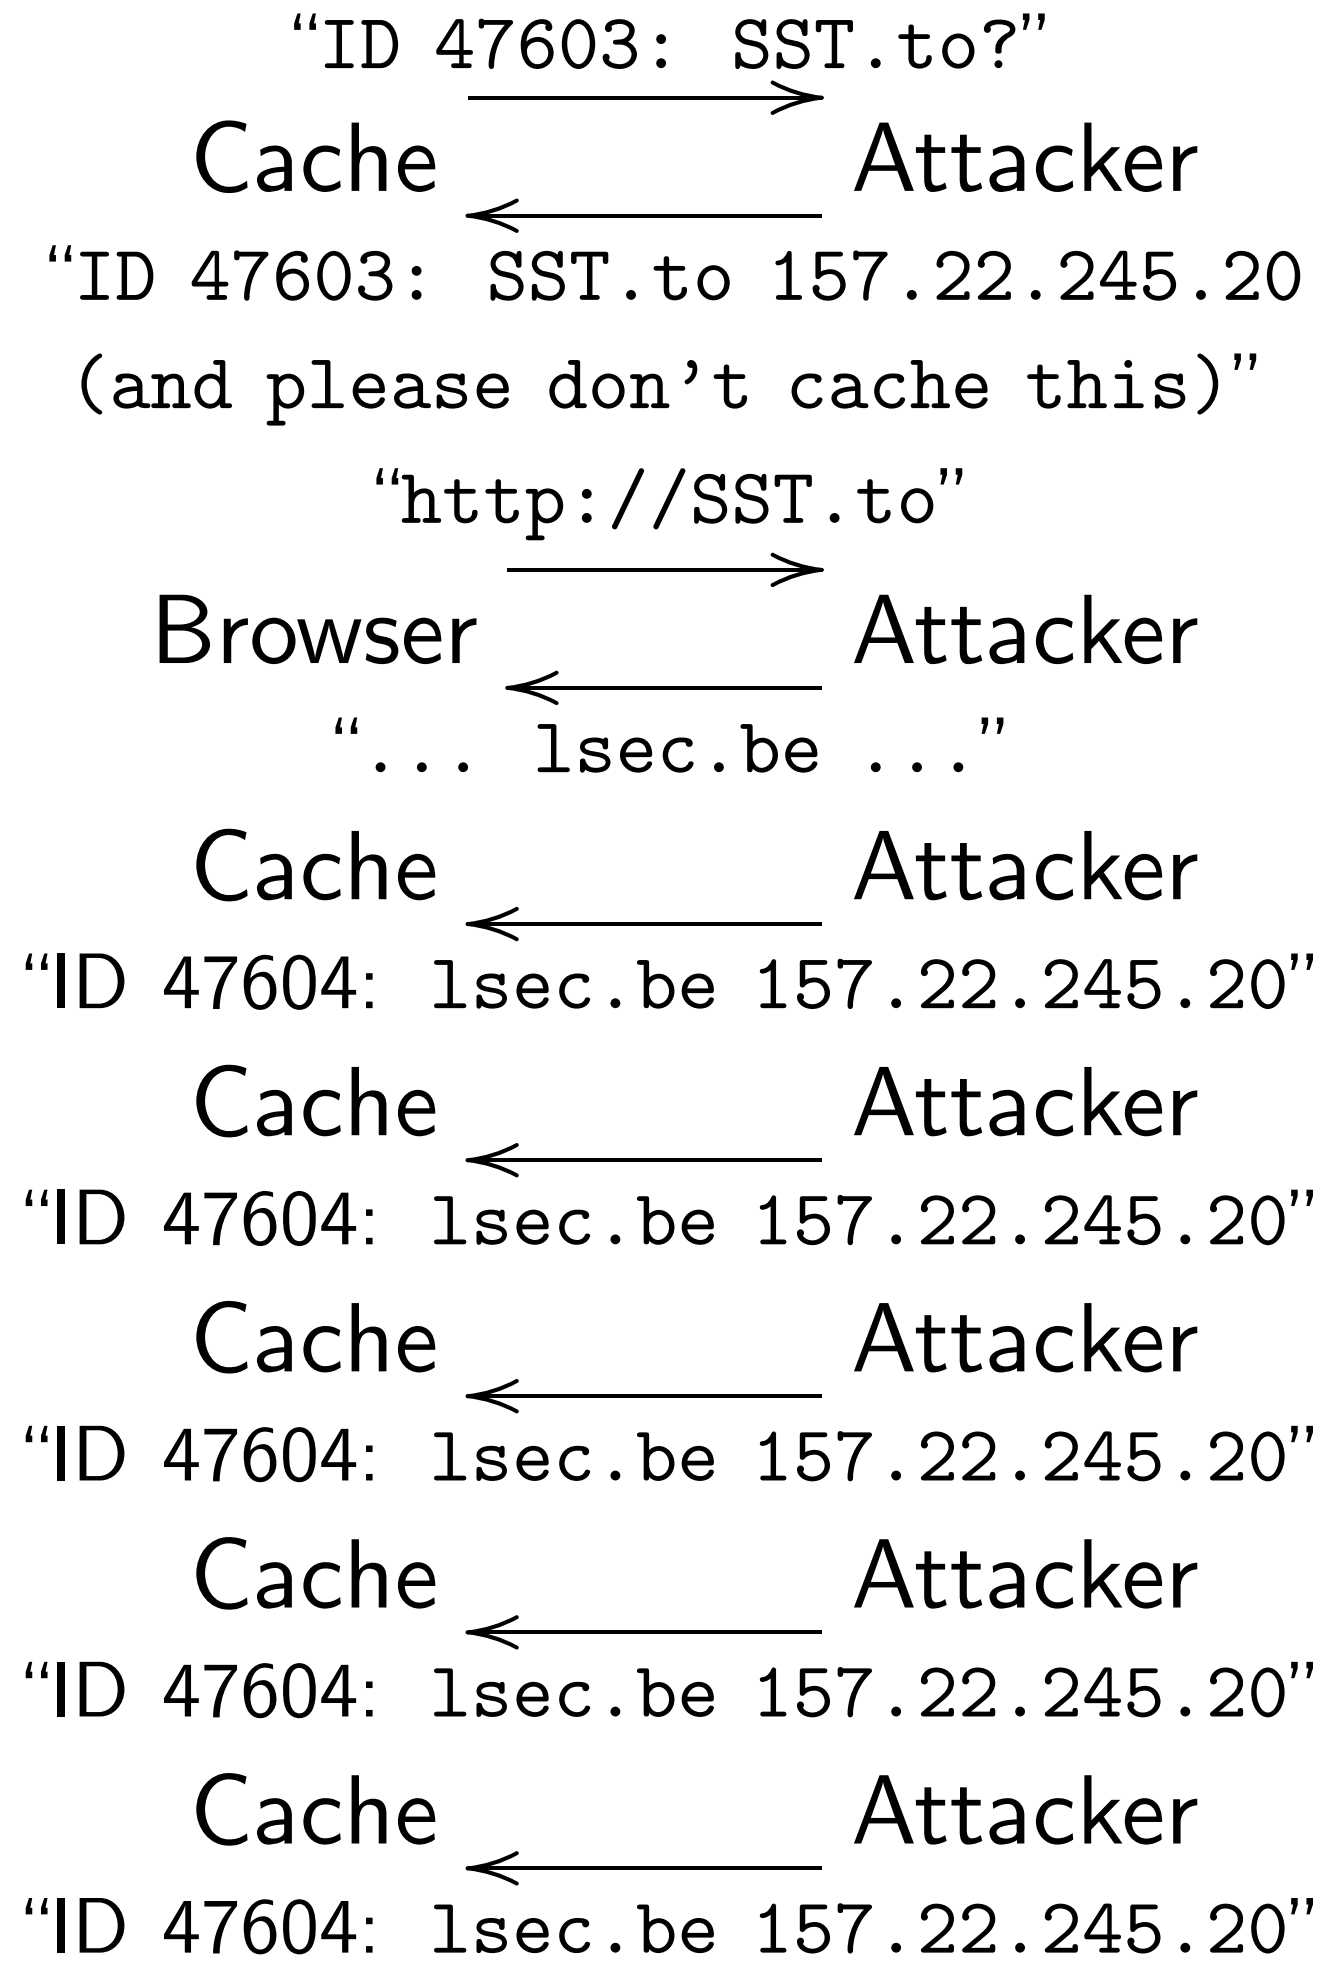 “ID 47603: SST.to?”
Cache Attacker
“ID 47603: SST.to 157.22.245.20
(and please don’t cache this)”
“http://SST.to”
Browser Attacker
“... lsec.be ...”
Cache Attacker
“ID 47604: lsec.be 157.22.245.20”
Cache Attacker
“ID 47604: lsec.be 157.22.245.20”
Cache Attacker
“ID 47604: lsec.be 157.22.245.20”
Cache Attacker
“ID 47604: lsec.be 157.22.245.20”
Cache Attacker
“ID 47604: lsec.be 157.22.245.20”